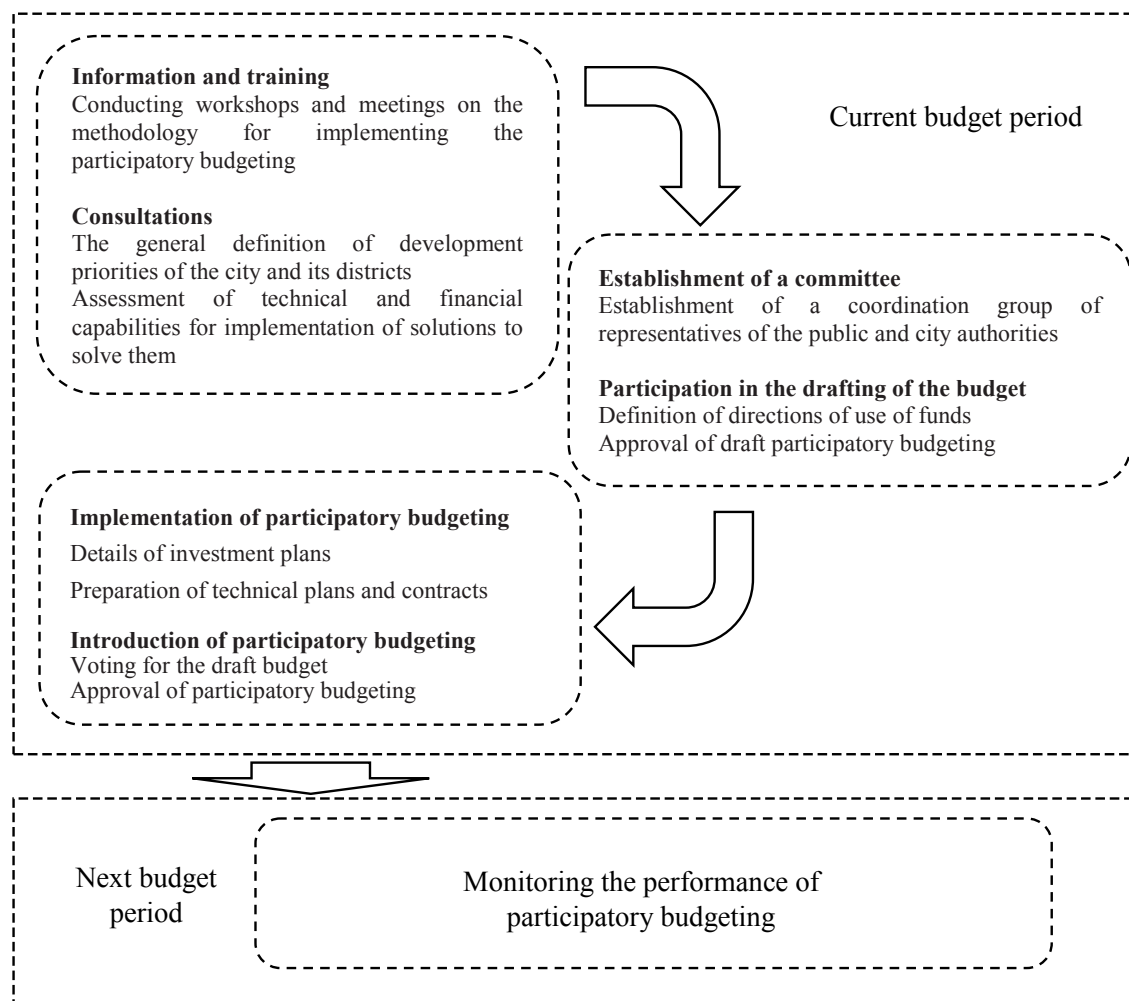 Information and training
Conducting workshops and meetings on the
methodology for implementing the
participatory budgeting
Consultations
The general definition of development
priorities of the city and its districts
Assessment of technical and financial
capabilities for implementation of solutions to
solve them
Current budget period
Establishment of a committee
Establishment of a coordination group of
representatives of the public and city authorities
Participation in the drafting of the budget
Definition of directions of use of funds
Approval of draft participatory budgeting
Implementation of participatory budgeting
Details of investment plans
Preparation of technical plans and contracts
Introduction of participatory budgeting
Voting for the draft budget
Approval of participatory budgeting
Next budget
period
Monitoring the performance of
participatory budgeting